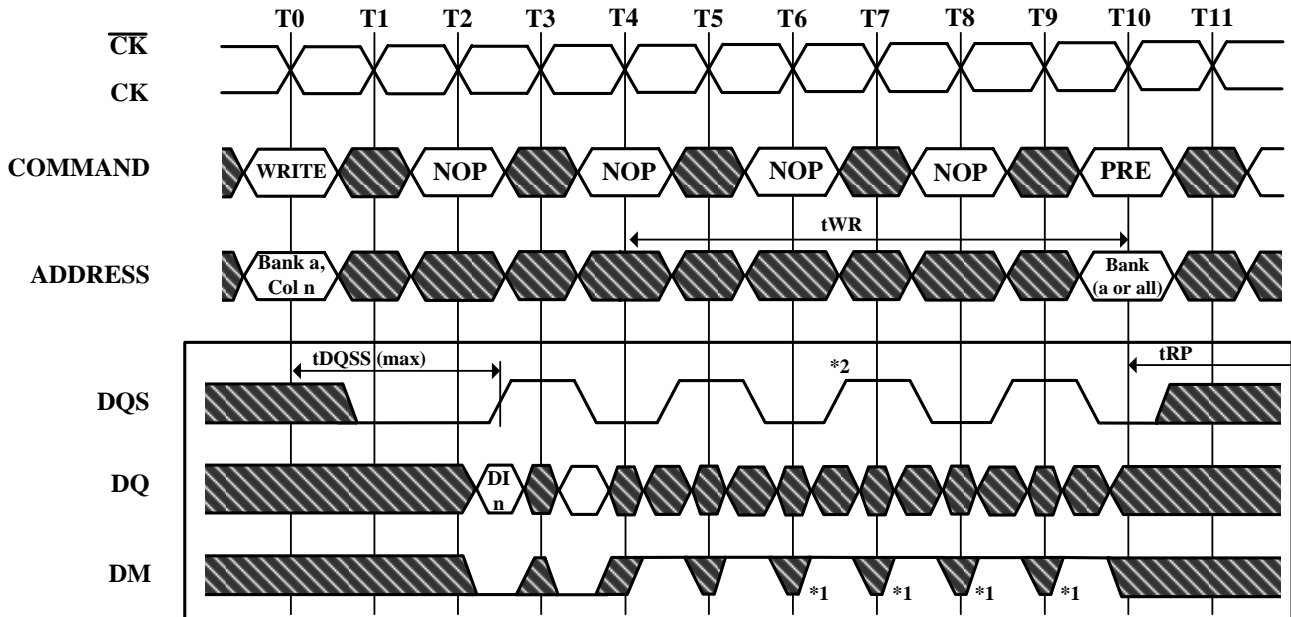 T0 T1 T2 T3 T4 T5 T6 T7 T8 T9 T10 T11
CK
CK
COMMAND
WRITE NOP NOP NOP NOP PRE
tWR
ADDRESS
Bank a,
Col n
Bank
(a or all)
tDQSS (max)
*2
tRP
DQS
DQ
DI
n
DM
*1 *1 *1 *1